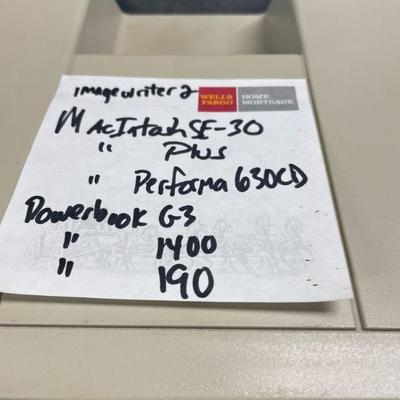 imagewriter 2
WELLS FARGO HOME MORTGAGE
MacIntosh SE-30
" Plus
" Performa 630CD
Powerbook G3
" 1400
" 190